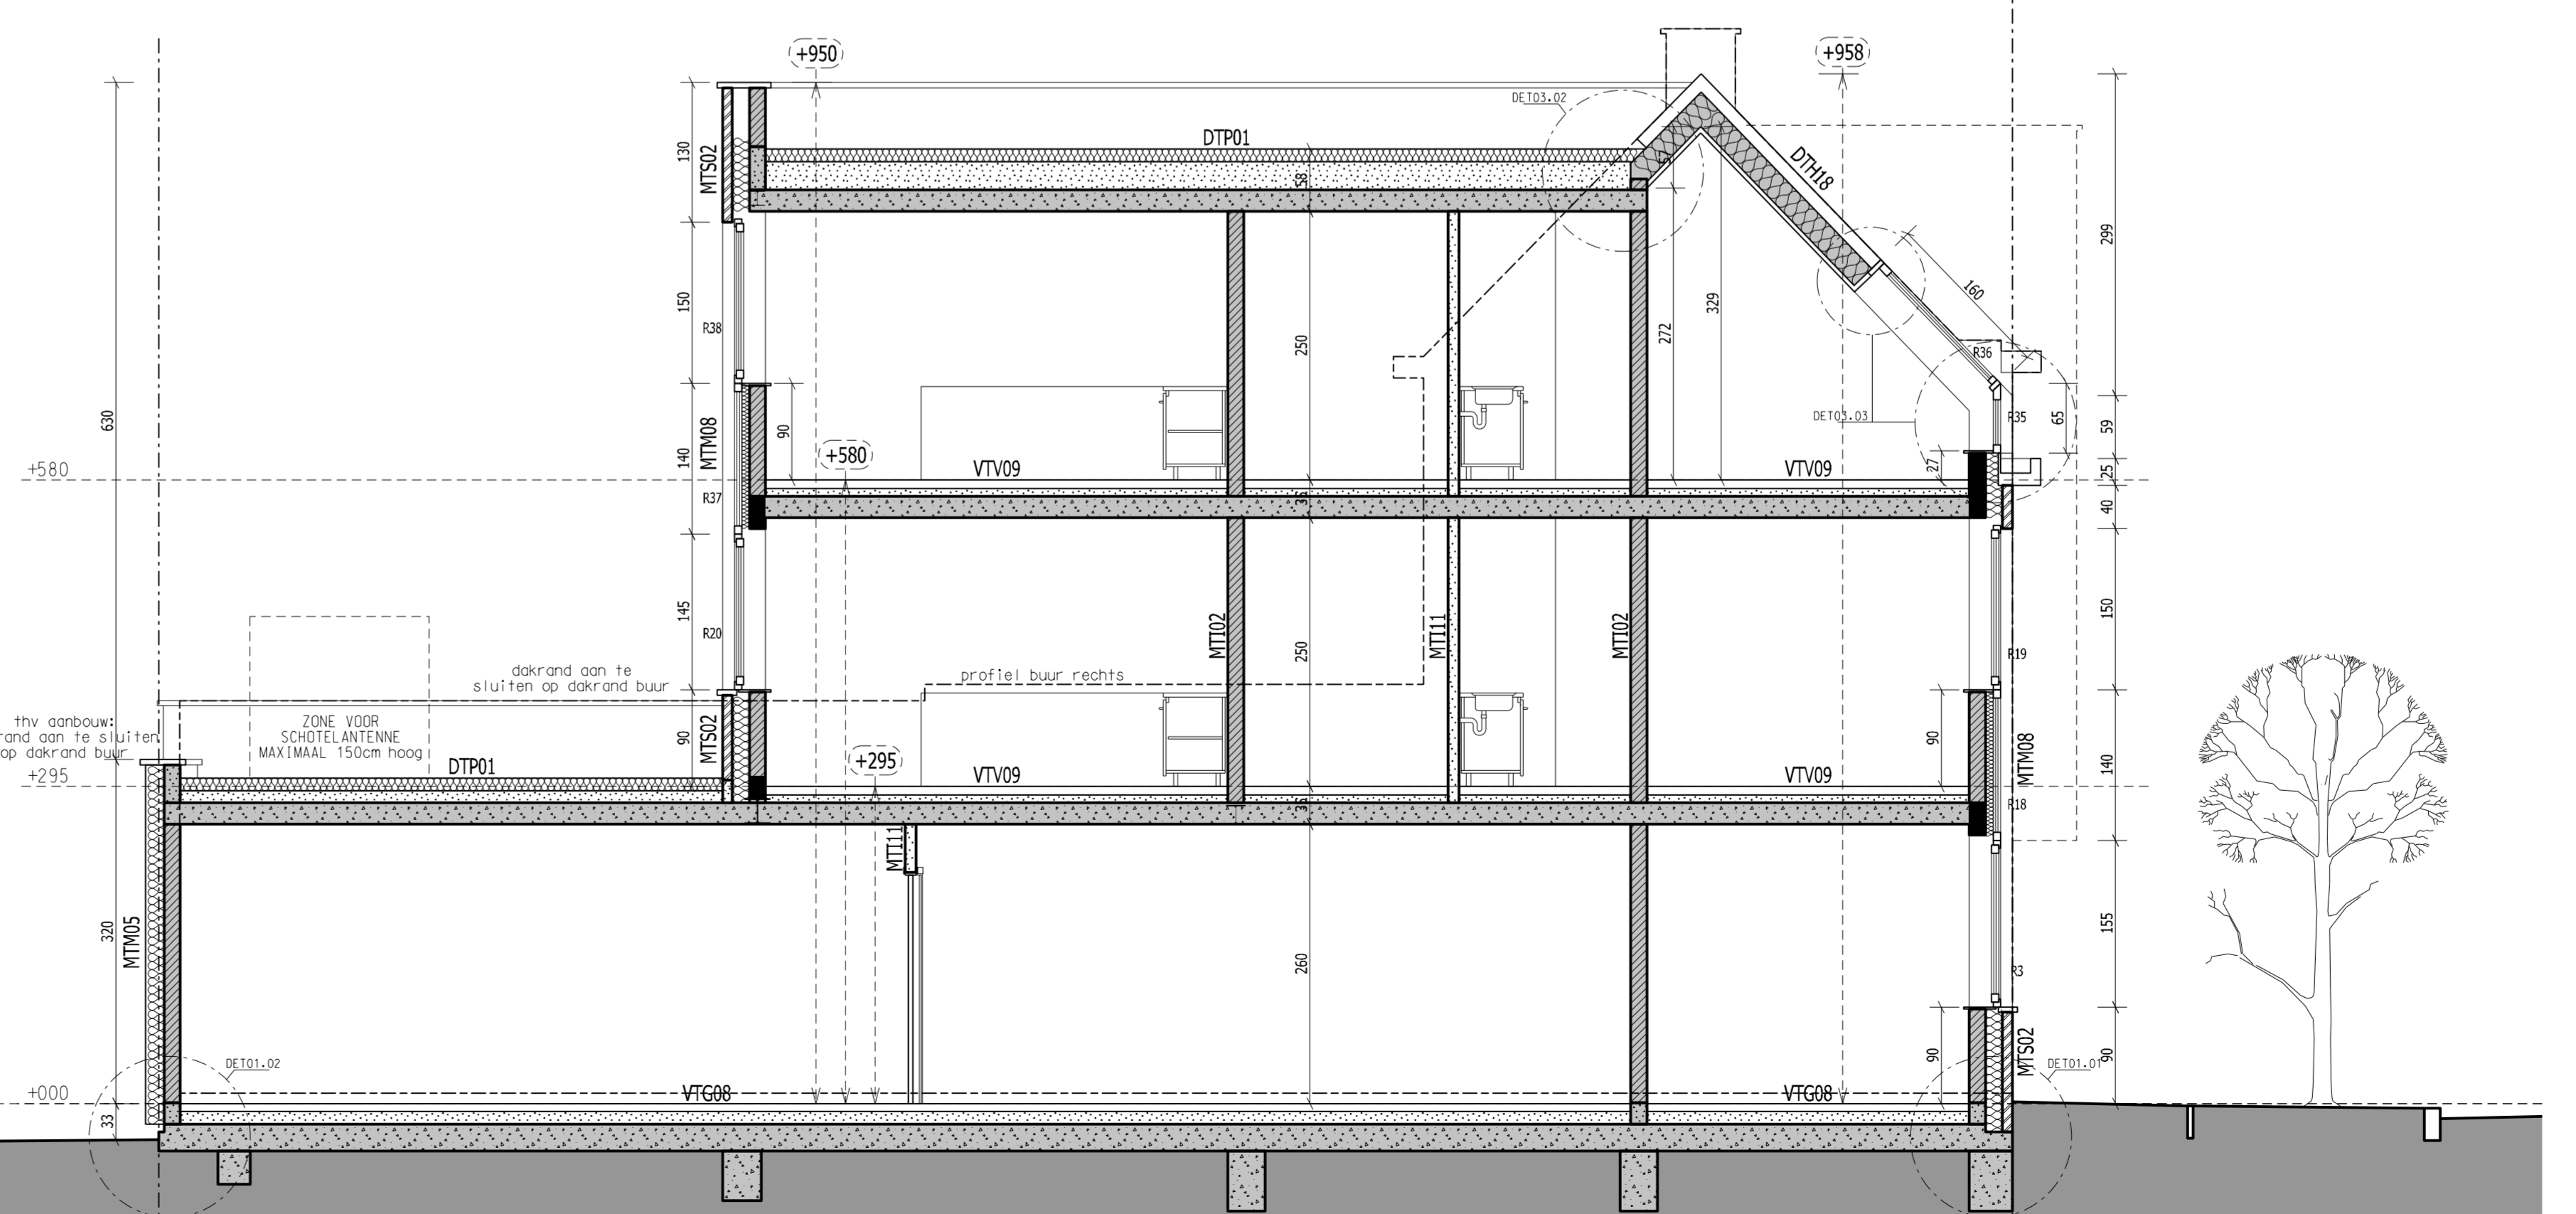 +950
+958
DET03.02
DTP01
130
MTS02
58
57
DTH18
299
160
150
R38
250
272
329
R36
630
MTM08
140
90
DET03.03
R35
65
59
27
25
40
+580
+580
VTV09
VTV09
R37
35
145
R20
MTI02
250
MTI11
MTI02
150
R19
dakrand aan te
sluiten op dakrand buur
profiel buur rechts
thv aanbouw:
rand aan te sluiten
op dakrand buur
ZONE VOOR
SCHOTELANTENNE
MAXIMAAL 150cm hoog
90
MTS02
90
MTM08
140
+295
DTP01
+295
VTV09
VTV09
R18
35
MTI11
320
MTM05
260
155
R3
DET01.02
90
MTS02
DET01.01
90
+000
VTG08
VTG08
33